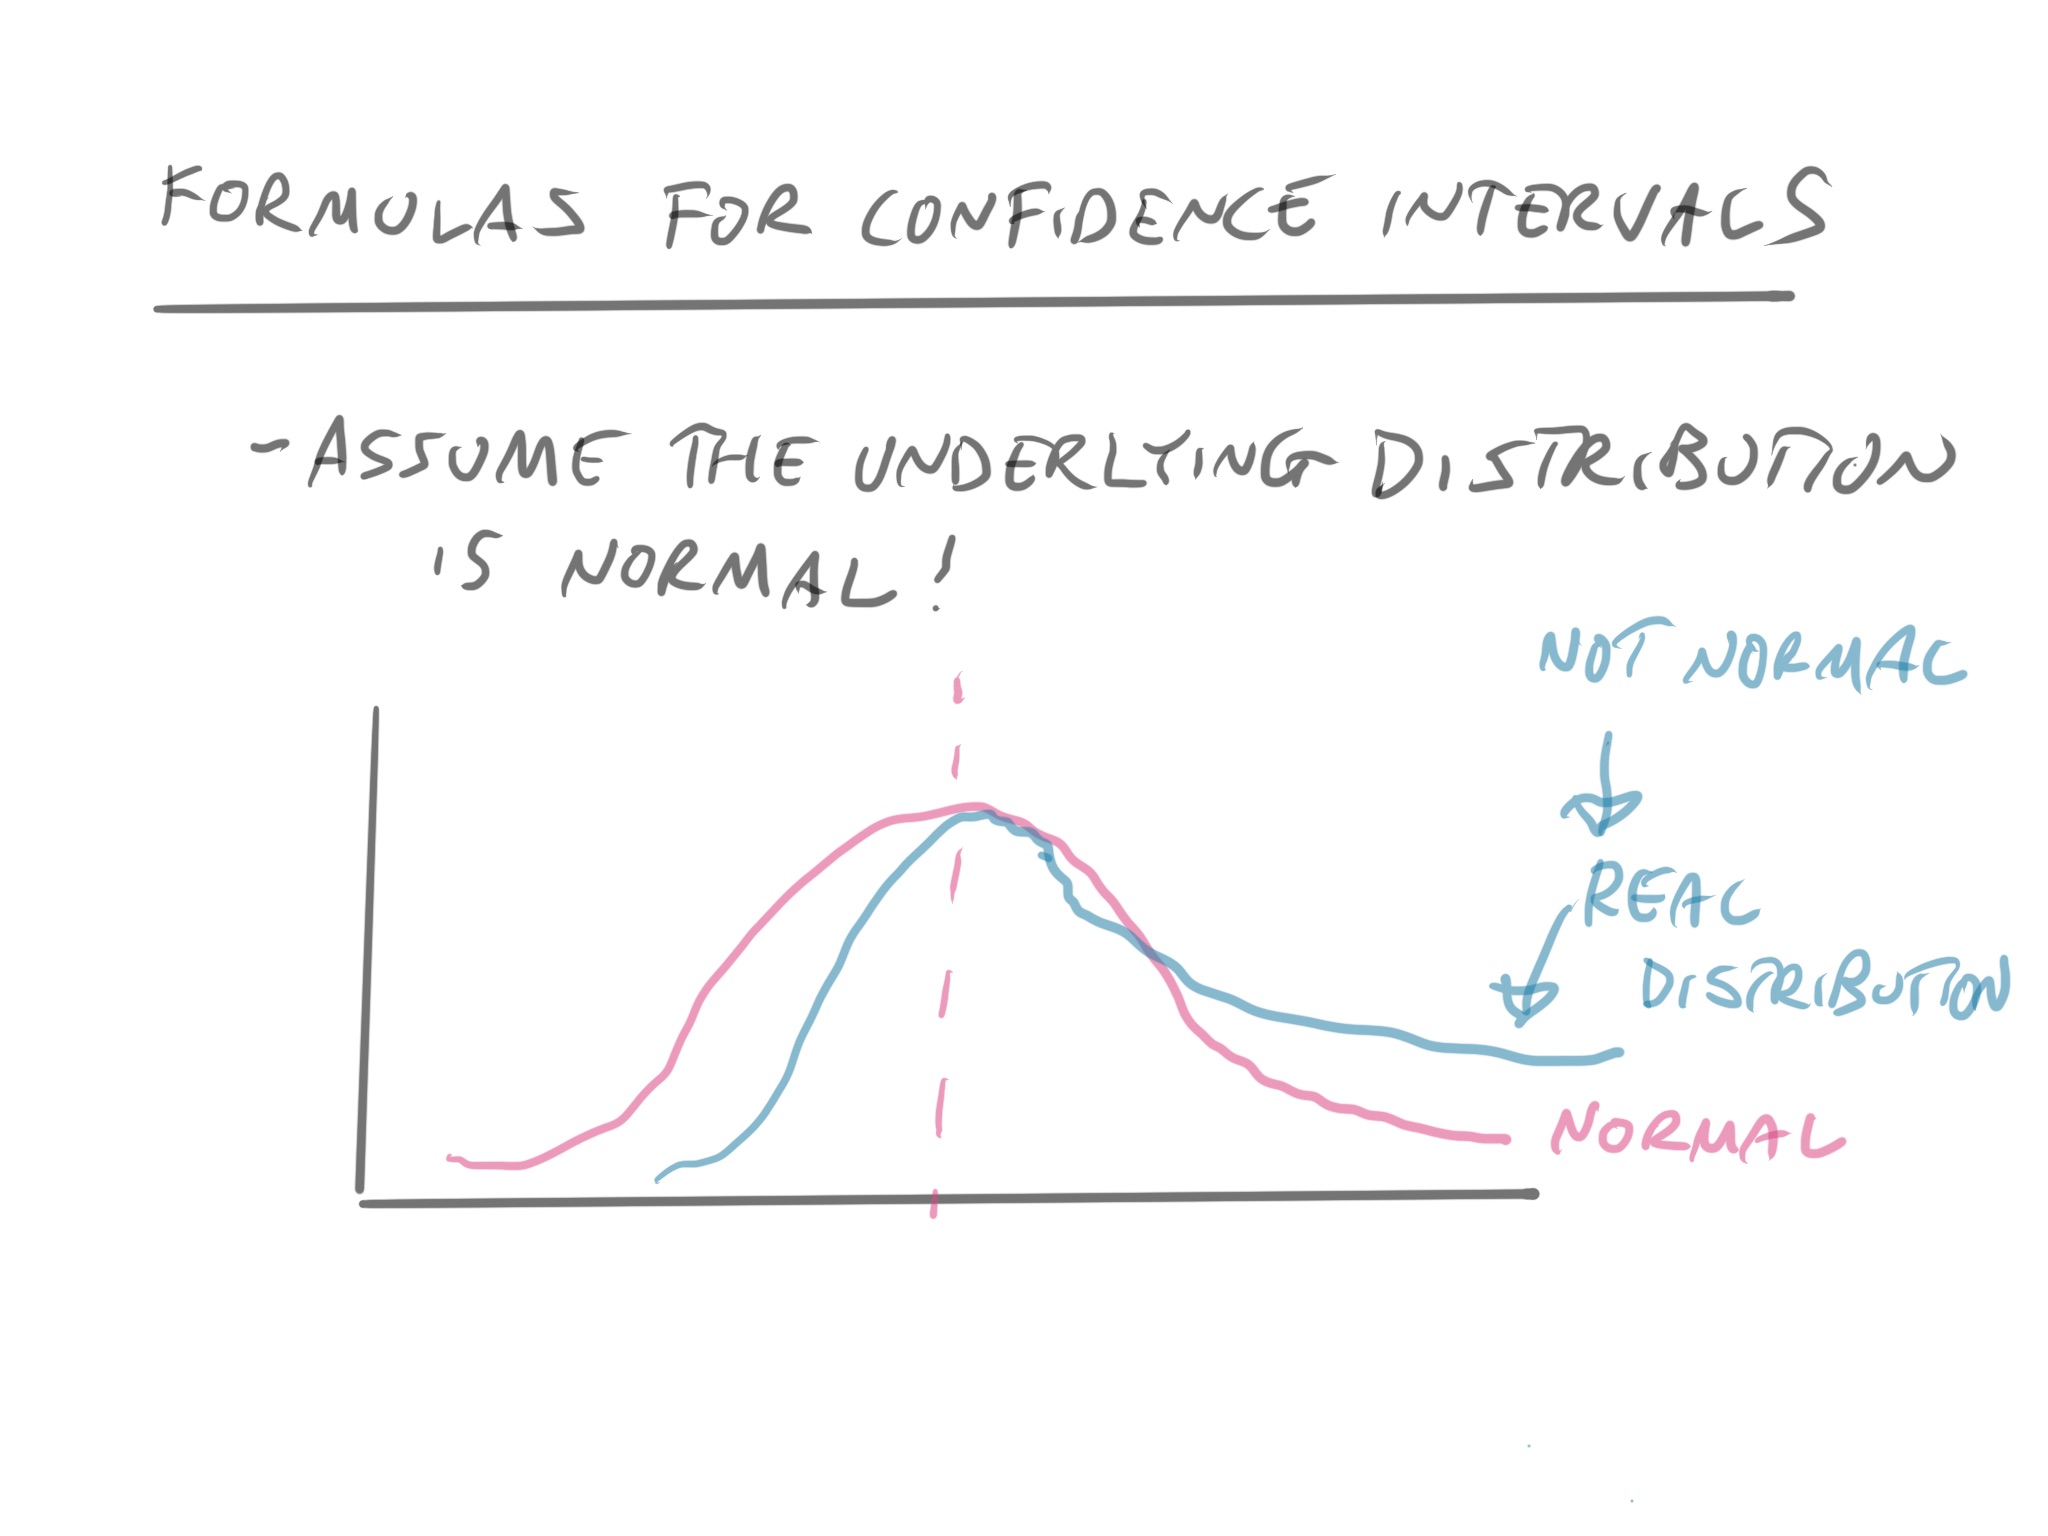 FORMULAS FOR CONFIDENCE INTERVALS
- ASSUME THE UNDERLYING DISTRIBUTION
IS NORMAL!
NOT NORMAL
REAL
DISTRIBUTION
NORMAL